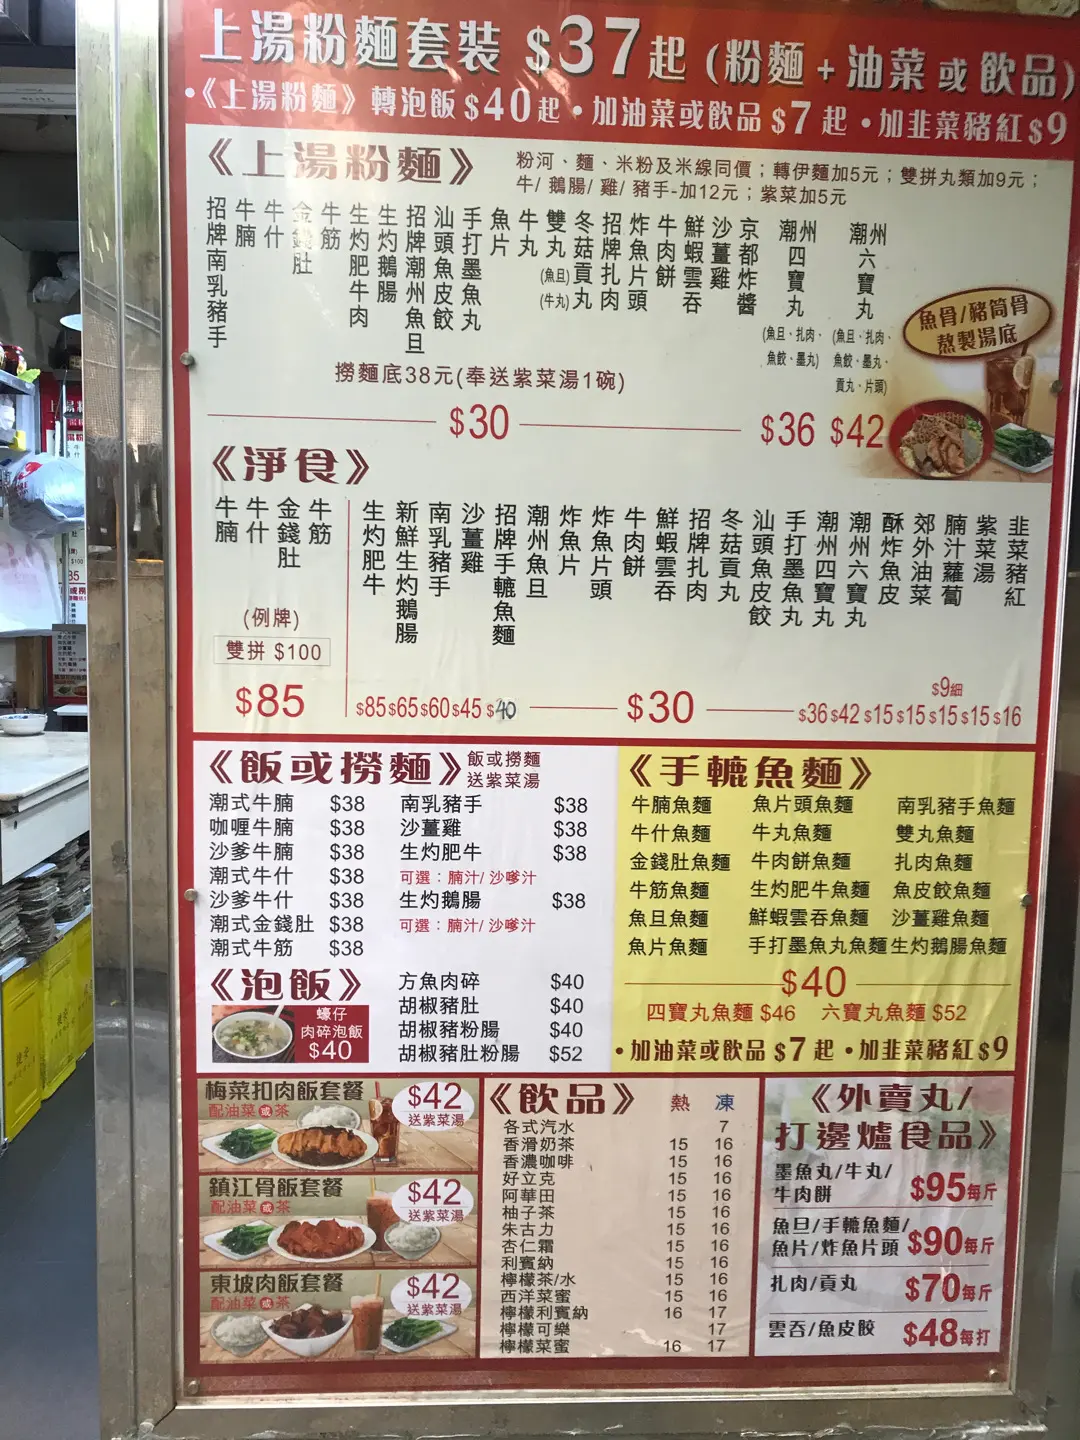 上湯粉麵套裝 $37起 (粉麵 + 油菜 或 飲品)
•《上湯粉麵》轉泡飯 $40起 • 加油菜或飲品 $7 起 • 加韭菜豬紅 $9
《上湯粉麵》
粉河、麵、米粉及米線同價；轉伊麵加5元；雙拼丸類加9元；
牛/ 鵝腸/ 雞/ 豬手-加12元；紫菜加5元
招牌南乳豬手
牛腩
牛什
金錢肚
牛筋
生灼肥牛肉
生灼鵝腸
招牌潮州魚旦
汕頭魚皮餃
手打墨魚丸
魚片
牛丸
雙丸(魚旦)(牛丸)
冬菇貢丸
招牌扎肉
炸魚片頭
牛肉餅
鮮蝦雲吞
沙薑雞
京都炸醬
潮州四寶丸
(魚旦、扎肉、
魚餃、墨丸)
潮州六寶丸
(魚旦、扎肉、
魚餃、墨丸、
貢丸、片頭)
魚骨/豬筒骨
熬製湯底
撈麵底38元(奉送紫菜湯1碗)
$30
$36 $42
《淨食》
牛腩
牛什
金錢肚
牛筋
(例牌)
雙拼 $100
$85
生灼肥牛
新鮮生灼鵝腸
南乳豬手
沙薑雞
招牌手轆魚麵
潮州魚旦
炸魚片
炸魚片頭
牛肉餅
鮮蝦雲吞
招牌扎肉
冬菇貢丸
汕頭魚皮餃
手打墨魚丸
潮州四寶丸
潮州六寶丸
酥炸魚皮
郊外油菜
腩汁蘿蔔
紫菜湯
韭菜豬紅
$9細
$85 $65 $60 $45 $40
$30
$36 $42 $15 $15 $15 $15 $16
《飯或撈麵》
飯或撈麵
送紫菜湯
潮式牛腩 $38
咖喱牛腩 $38
沙爹牛腩 $38
潮式牛什 $38
沙爹牛什 $38
潮式金錢肚 $38
潮式牛筋 $38
南乳豬手 $38
沙薑雞 $38
生灼肥牛 $38
可選：腩汁/ 沙嗲汁
生灼鵝腸 $38
可選：腩汁/ 沙嗲汁
《泡飯》
蠔仔
肉碎泡飯
$40
方魚肉碎 $40
胡椒豬肚 $40
胡椒豬粉腸 $40
胡椒豬肚粉腸 $52
《手轆魚麵》
牛腩魚麵 魚片頭魚麵 南乳豬手魚麵
牛什魚麵 牛丸魚麵 雙丸魚麵
金錢肚魚麵 牛肉餅魚麵 扎肉魚麵
牛筋魚麵 生灼肥牛魚麵 魚皮餃魚麵
魚旦魚麵 鮮蝦雲吞魚麵 沙薑雞魚麵
魚片魚麵 手打墨魚丸魚麵 生灼鵝腸魚麵
$40
四寶丸魚麵 $46 六寶丸魚麵 $52
• 加油菜或飲品 $7 起 • 加韭菜豬紅 $9
梅菜扣肉飯套餐
配油菜或茶
$42
送紫菜湯
鎮江骨飯套餐
配油菜或茶
$42
送紫菜湯
東坡肉飯套餐
配油菜或茶
$42
送紫菜湯
《飲品》 熱 凍
各式汽水 7
香滑奶茶 15 16
香濃咖啡 15 16
好立克 15 16
阿華田 15 16
柚子茶 15 16
朱古力 15 16
杏仁霜 15 16
利賓納 15 16
檸檬茶/水 15 16
西洋菜蜜 15 16
檸檬利賓納 16 17
檸檬可樂 17
檸檬菜蜜 16 17
《外賣丸/
打邊爐食品》
墨魚丸/牛丸/
牛肉餅 $95每斤
魚旦/手轆魚麵/
魚片/炸魚片頭 $90每斤
扎肉/貢丸 $70每斤
雲吞/魚皮餃 $48每打